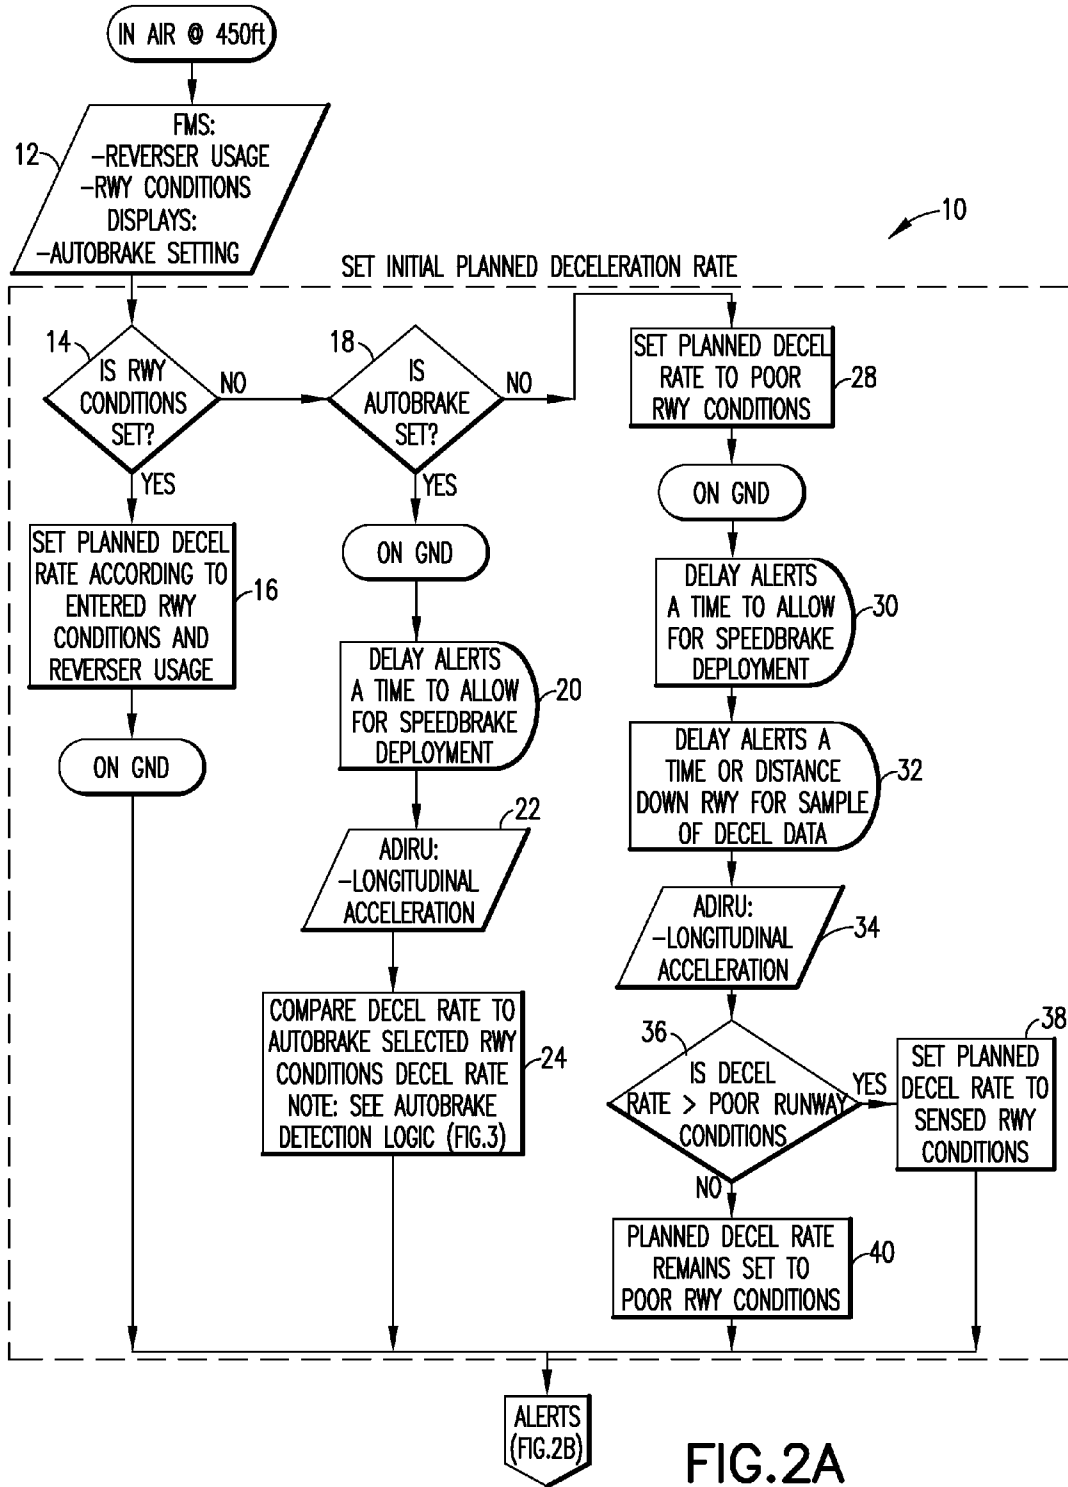 IN AIR @ 450ft
FMS:
-REVERSER USAGE
-RWY CONDITIONS
DISPLAYS:
-AUTOBRAKE SETTING
12
10
SET INITIAL PLANNED DECELERATION RATE
14
IS RWY
CONDITIONS
SET?
NO
YES
SET PLANNED DECEL
RATE ACCORDING TO
ENTERED RWY
CONDITIONS AND
REVERSER USAGE
16
ON GND
18
IS
AUTOBRAKE
SET?
NO
YES
ON GND
DELAY ALERTS
A TIME TO ALLOW
FOR SPEEDBRAKE
DEPLOYMENT
20
22
ADIRU:
-LONGITUDINAL
ACCELERATION
COMPARE DECEL RATE TO
AUTOBRAKE SELECTED RWY
CONDITIONS DECEL RATE
NOTE: SEE AUTOBRAKE
DETECTION LOGIC (FIG.3)
24
SET PLANNED DECEL
RATE TO POOR
RWY CONDITIONS
28
ON GND
DELAY ALERTS
A TIME TO ALLOW
FOR SPEEDBRAKE
DEPLOYMENT
30
DELAY ALERTS A
TIME OR DISTANCE
DOWN RWY FOR SAMPLE
OF DECEL DATA
32
ADIRU:
-LONGITUDINAL
ACCELERATION
34
36
IS DECEL
RATE > POOR RUNWAY
CONDITIONS
YES
NO
38
SET PLANNED
DECEL RATE TO
SENSED RWY
CONDITIONS
PLANNED DECEL RATE
REMAINS SET TO
POOR RWY CONDITIONS
40
ALERTS
(FIG.2B)
FIG.2A